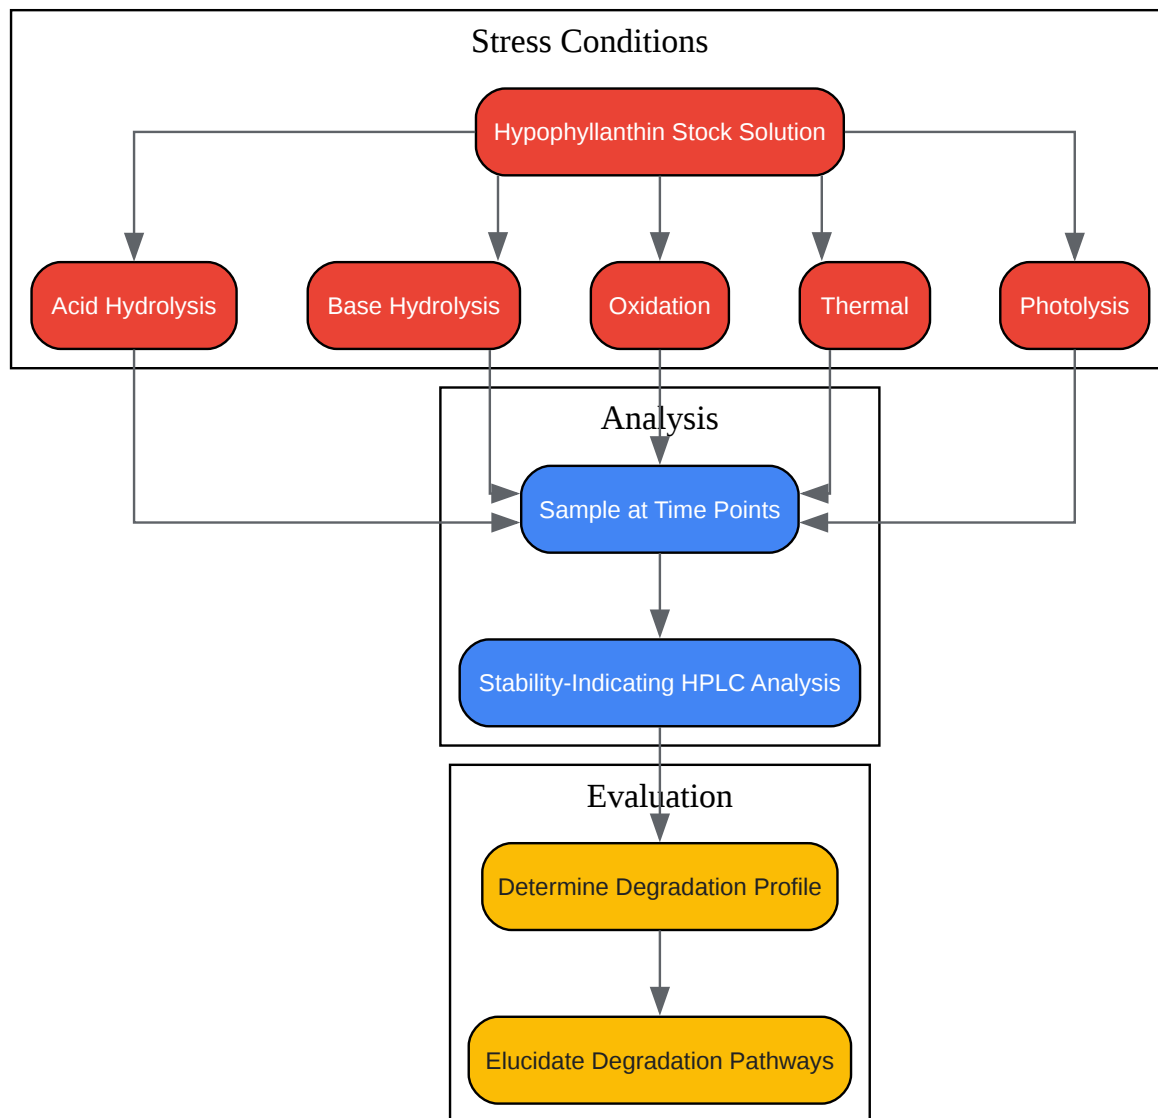 Stress Conditions
Hypophyllanthin Stock Solution
Acid Hydrolysis
Base Hydrolysis
Oxidation
Thermal
Photolysis
Analysis
Sample at Time Points
Stability-Indicating HPLC Analysis
Evaluation
Determine Degradation Profile
Elucidate Degradation Pathways